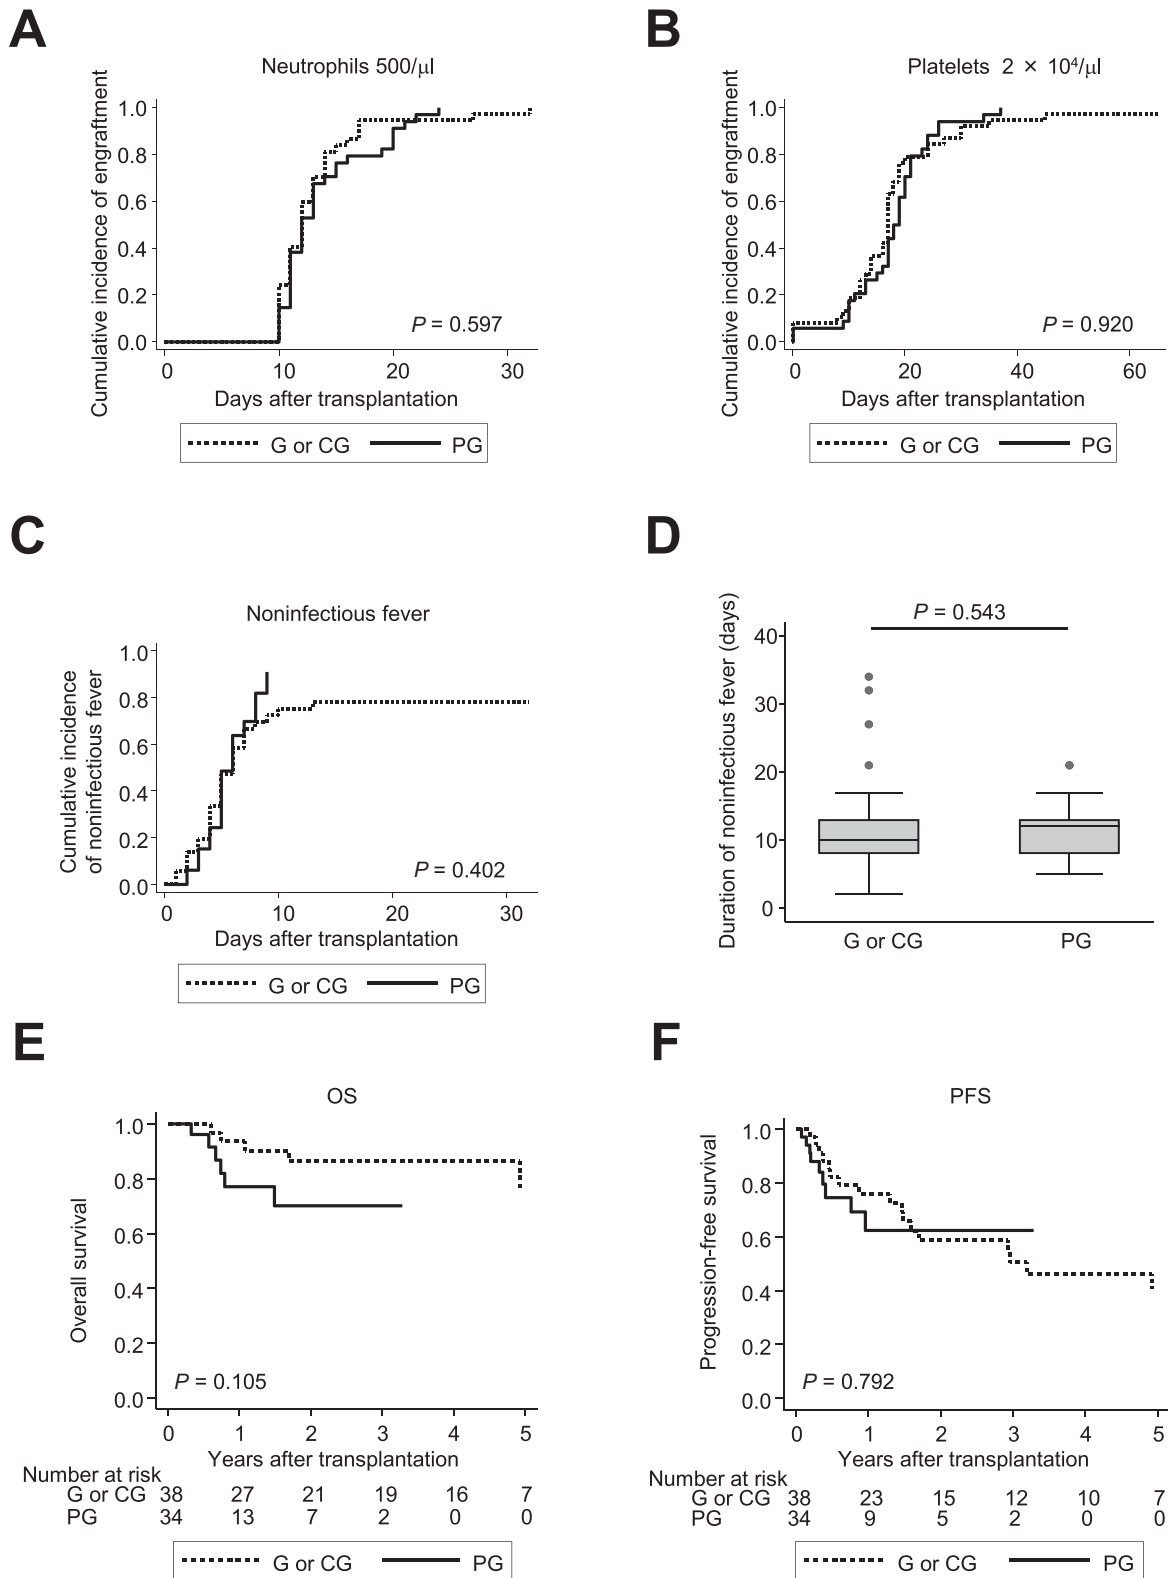 A
Neutrophils 500/µl
Cumulative incidence of engraftment
1.0
0.8
0.6
0.4
0.2
0.0
P = 0.597
0 10 20 30
Days after transplantation
G or CG PG
B
Platelets 2 × 10⁴/µl
Cumulative incidence of engraftment
1.0
0.8
0.6
0.4
0.2
0.0
P = 0.920
0 20 40 60
Days after transplantation
G or CG PG
C
Noninfectious fever
Cumulative incidence
of noninfectious fever
1.0
0.8
0.6
0.4
0.2
0.0
P = 0.402
0 10 20 30
Days after transplantation
G or CG PG
D
Duration of noninfectious fever (days)
P = 0.543
40
30
20
10
0
G or CG PG
E
OS
Overall survival
1.0
0.8
0.6
0.4
0.2
0.0
P = 0.105
0 1 2 3 4 5
Years after transplantation
Number at risk
G or CG 38 27 21 19 16 7
PG 34 13 7 2 0 0
G or CG PG
F
PFS
Progression-free survival
1.0
0.8
0.6
0.4
0.2
0.0
P = 0.792
0 1 2 3 4 5
Years after transplantation
Number at risk
G or CG 38 23 15 12 10 7
PG 34 9 5 2 0 0
G or CG PG